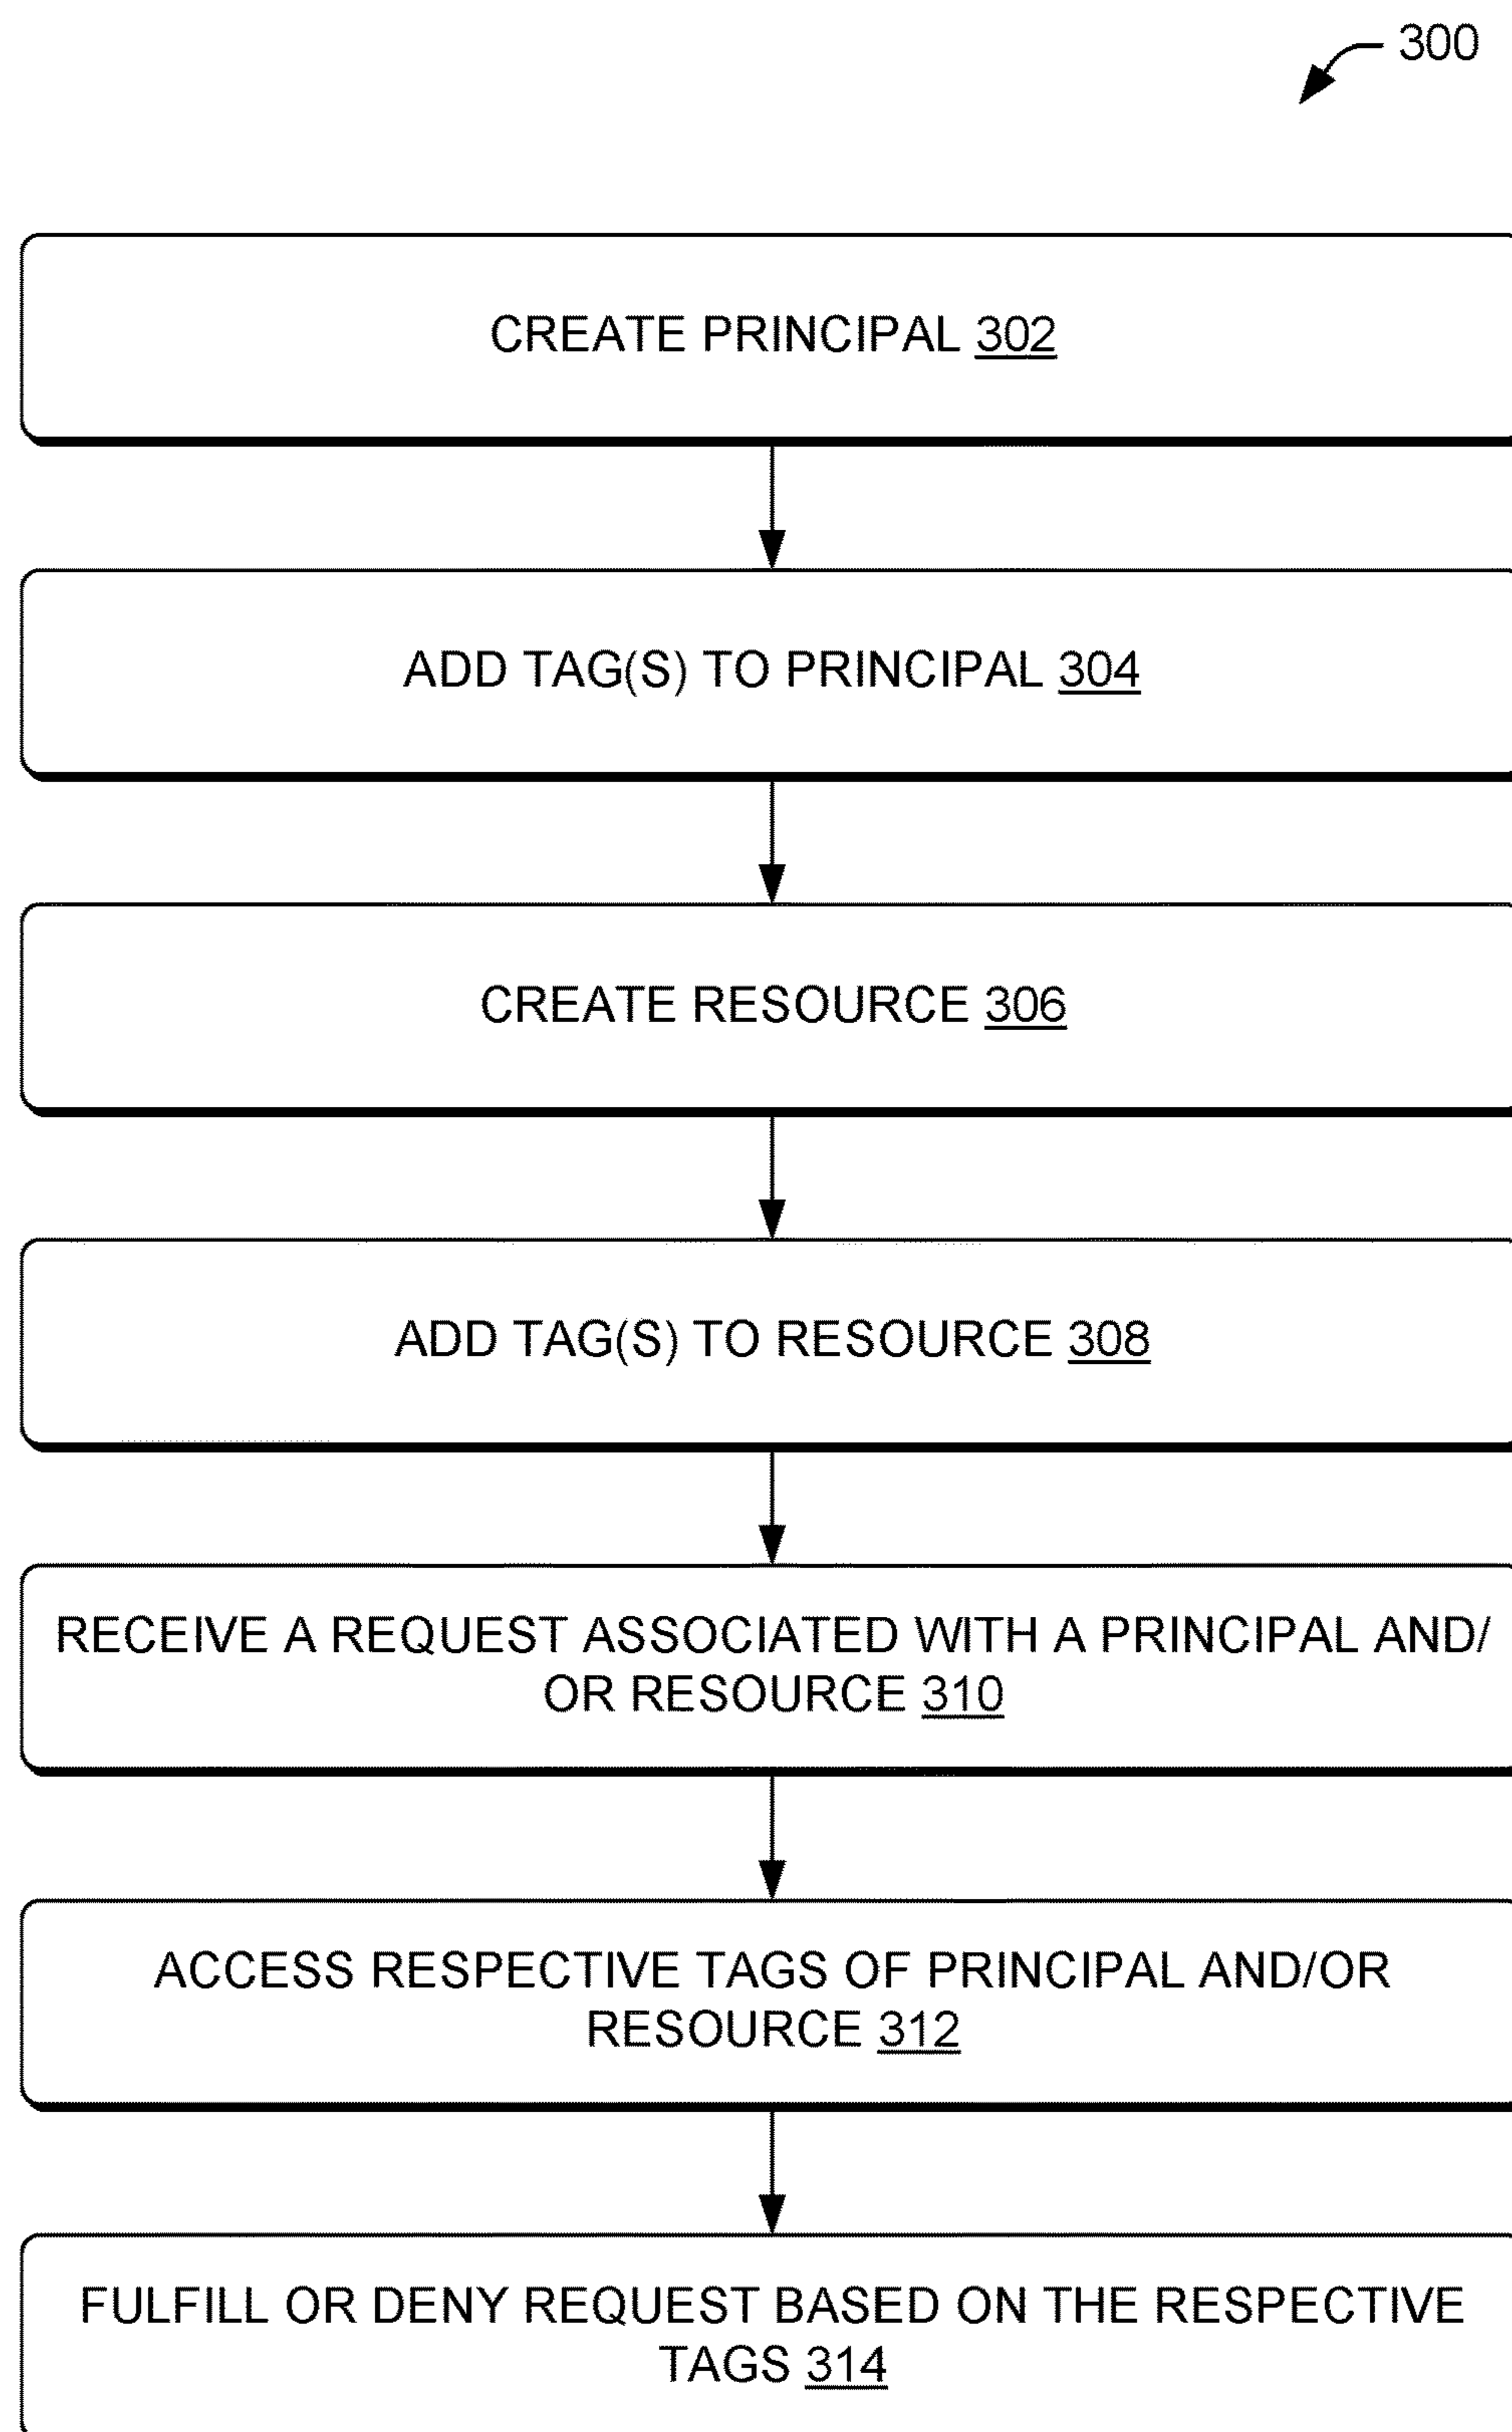 300
CREATE PRINCIPAL 302
ADD TAG(S) TO PRINCIPAL 304
CREATE RESOURCE 306
ADD TAG(S) TO RESOURCE 308
RECEIVE A REQUEST ASSOCIATED WITH A PRINCIPAL AND/
OR RESOURCE 310
ACCESS RESPECTIVE TAGS OF PRINCIPAL AND/OR
RESOURCE 312
FULFILL OR DENY REQUEST BASED ON THE RESPECTIVE
TAGS 314